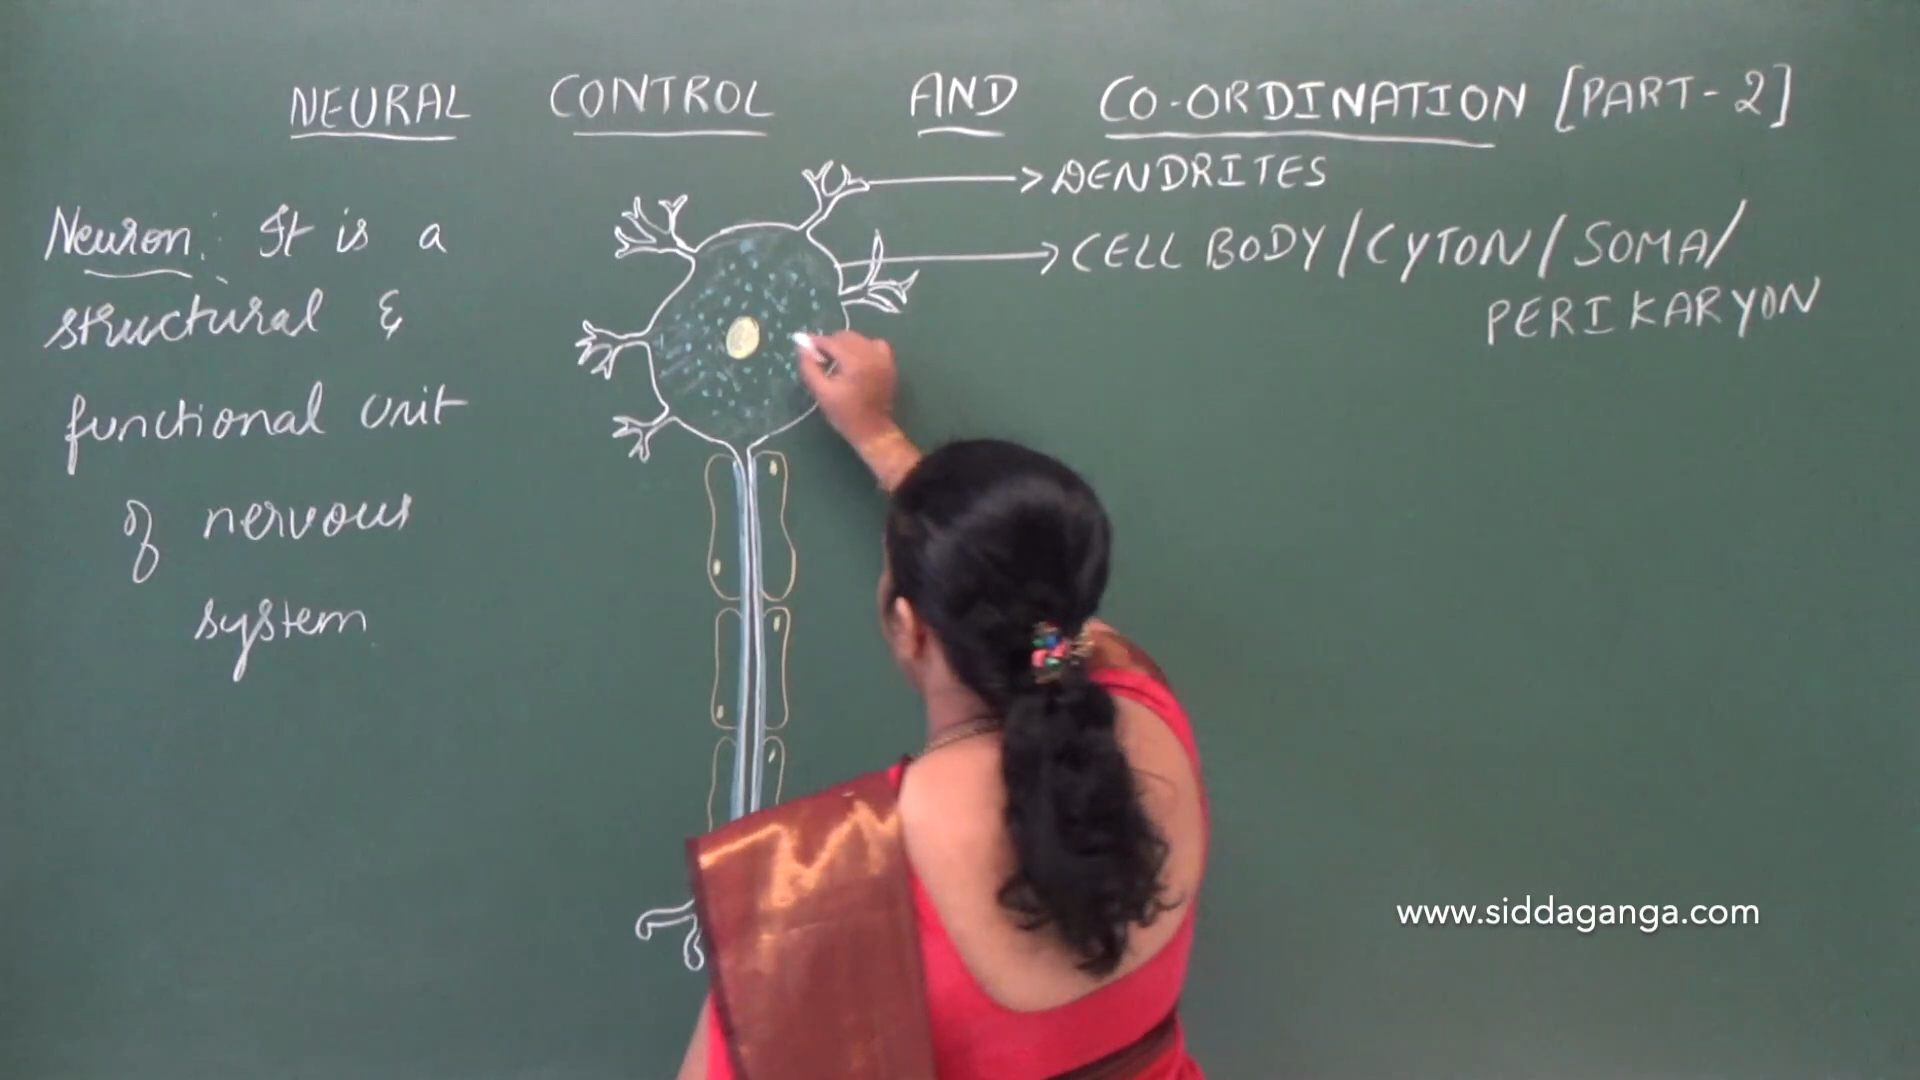 NEURAL CONTROL AND CO-ORDINATION [PART-2]
Neuron: It is a
structural &
functional unit
of nervous
system
DENDRITES
CELL BODY/CYTON/SOMA/
PERIKARYON
www.siddaganga.com